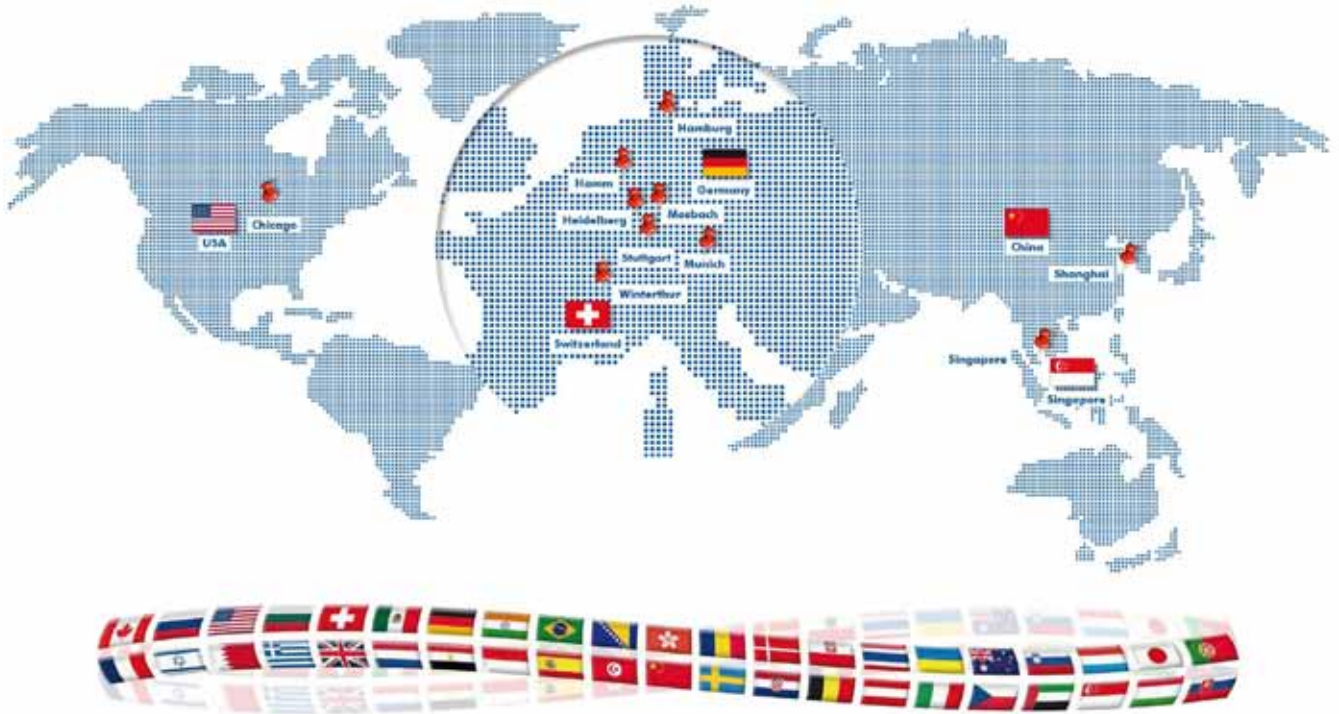 Hamburg
Hamm
Germany
Mosbach
Heidelberg
USA
Chicago
China
Stuttgart
Munich
Shanghai
Winterthur
Switzerland
Singapore
Singapore